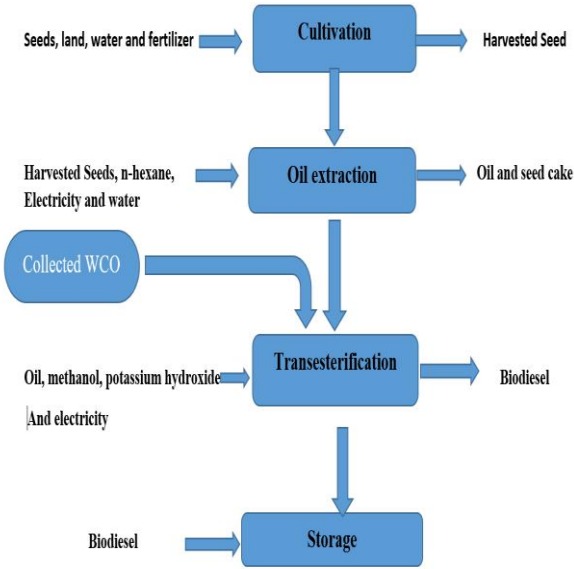 Seeds, land, water and fertilizer
Cultivation
Harvested Seed
Harvested Seeds, n-hexane,
Electricity and water
Oil extraction
Oil and seed cake
Collected WCO
Oil, methanol, potassium hydroxide
And electricity
Transesterification
Biodiesel
Biodiesel
Storage